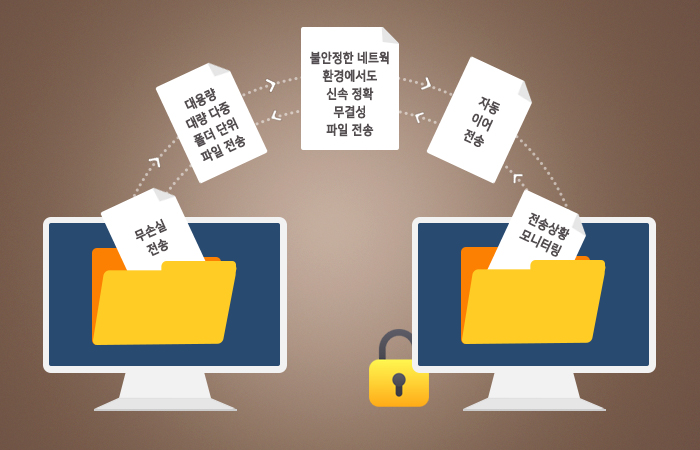 무손실
전송
대용량
대량 다중
폴더 단위
파일 전송
불안정한 네트웍
환경에서도
신속 정확
무결성
파일 전송
자동
이어
전송
전송상황
모니터링